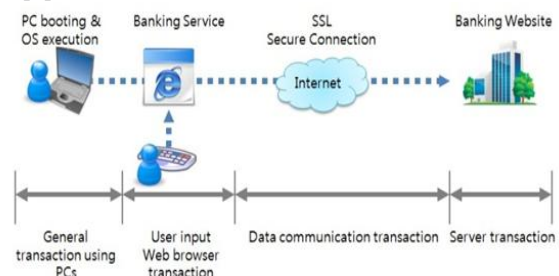 PC booting &
OS execution
Banking Service
SSL
Secure Connection
Banking Website
Internet
General
transaction using
PCs
User input
Web browser
transaction
Data communication transaction
Server transaction